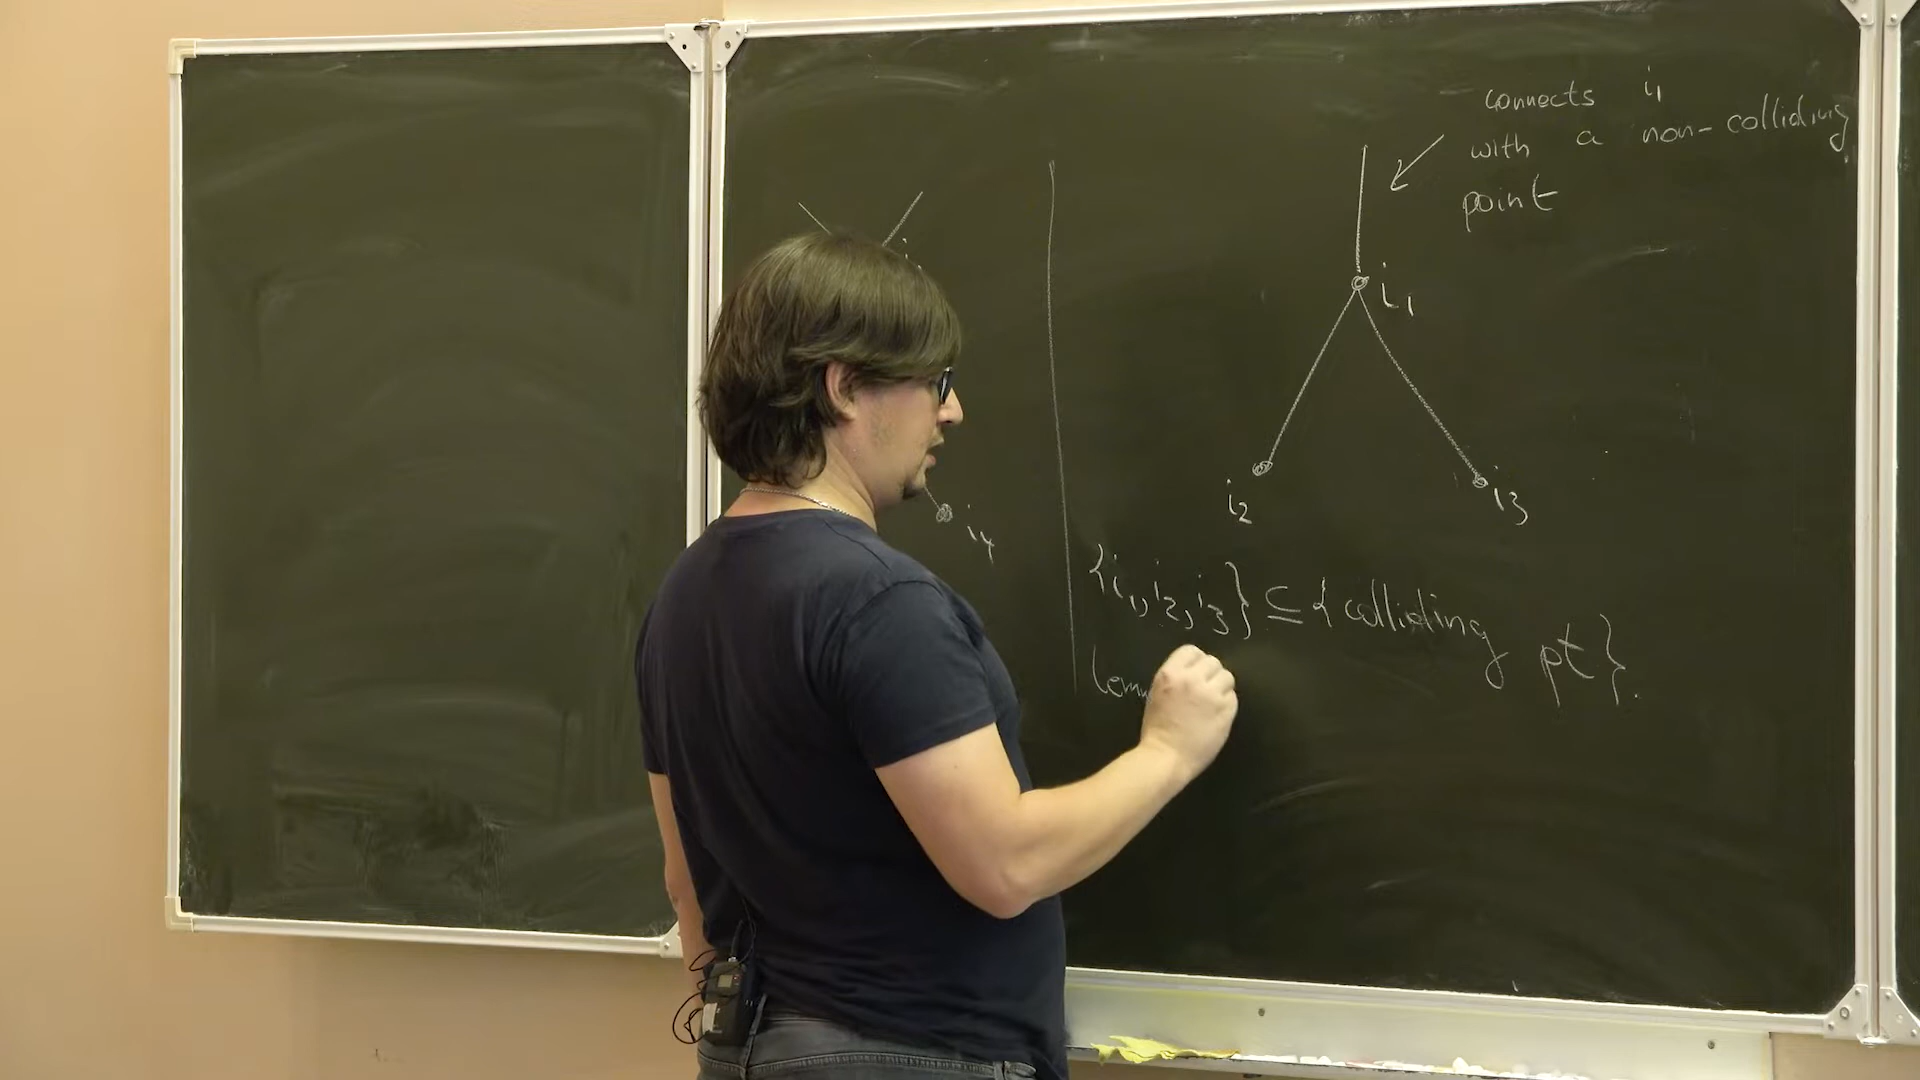 connects i₁
with a non-colliding
point
i₁
i₂
i₃
i₄
{i₁, i₂, i₃} ⊆ {colliding pt}.